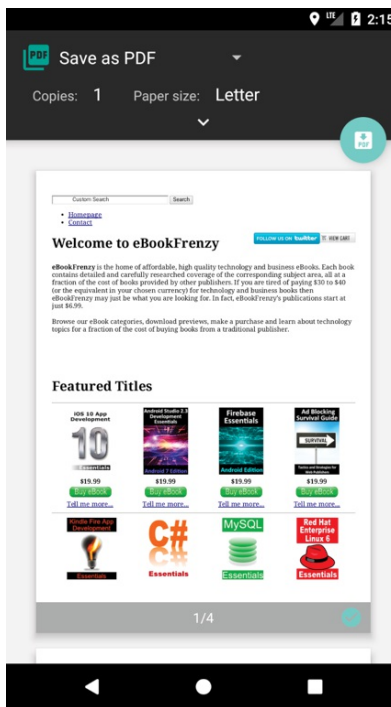 LTE 2:15
PDF Save as PDF
Copies: 1 Paper size: Letter
PDF
Custom Search Search
Homepage
Contact
Welcome to eBookFrenzy
FOLLOW US ON twitter VIEW CART
eBookFrenzy is the home of affordable, high quality technology and business eBooks. Each book
contains detailed and carefully researched coverage of the corresponding subject area, all at a
fraction of the cost of books provided by other publishers. If you are tired of paying $30 to $40
(or the equivalent in your chosen currency) for technology and business books then
eBookFrenzy may just be what you are looking for. In fact, eBookFrenzy's publications start at
just $6.99.
Browse our eBook categories, download previews, make a purchase and learn about technology
topics for a fraction of the cost of buying books from a traditional publisher.
Featured Titles
iOS 10 App
Development
10
Essentials
Android Studio 2.3
Development
Essentials
Android 7 Edition
Firebase
Essentials
Android Edition
Ad Blocking
Survival Guide
SURVIVAL
Tactics and Strategies for
Web Publishers
$19.99 $19.99 $19.99 $19.99
Buy eBook Buy eBook Buy eBook Buy eBook
Tell me more... Tell me more... Tell me more... Tell me more...
Kindle Fire App
Development
Essentials
C#
Essentials
MySQL
Essentials
Red Hat
Enterprise
Linux 6
Essentials
1/4